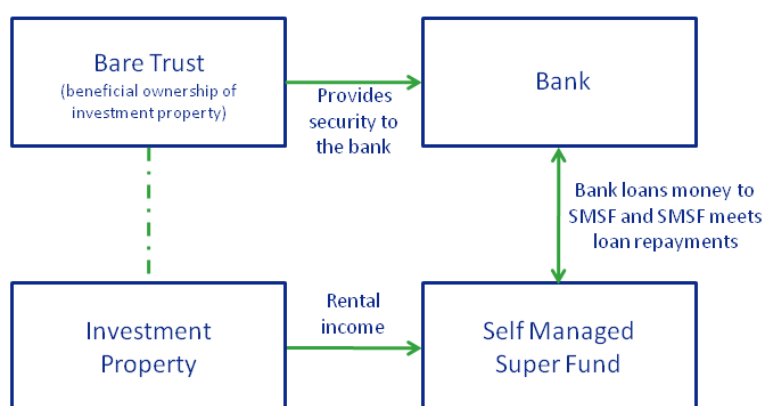 Bare Trust
(beneficial ownership of
investment property)
Provides
security to
the bank
Bank
Bank loans money to
SMSF and SMSF meets
loan repayments
Investment
Property
Rental
income
Self Managed
Super Fund